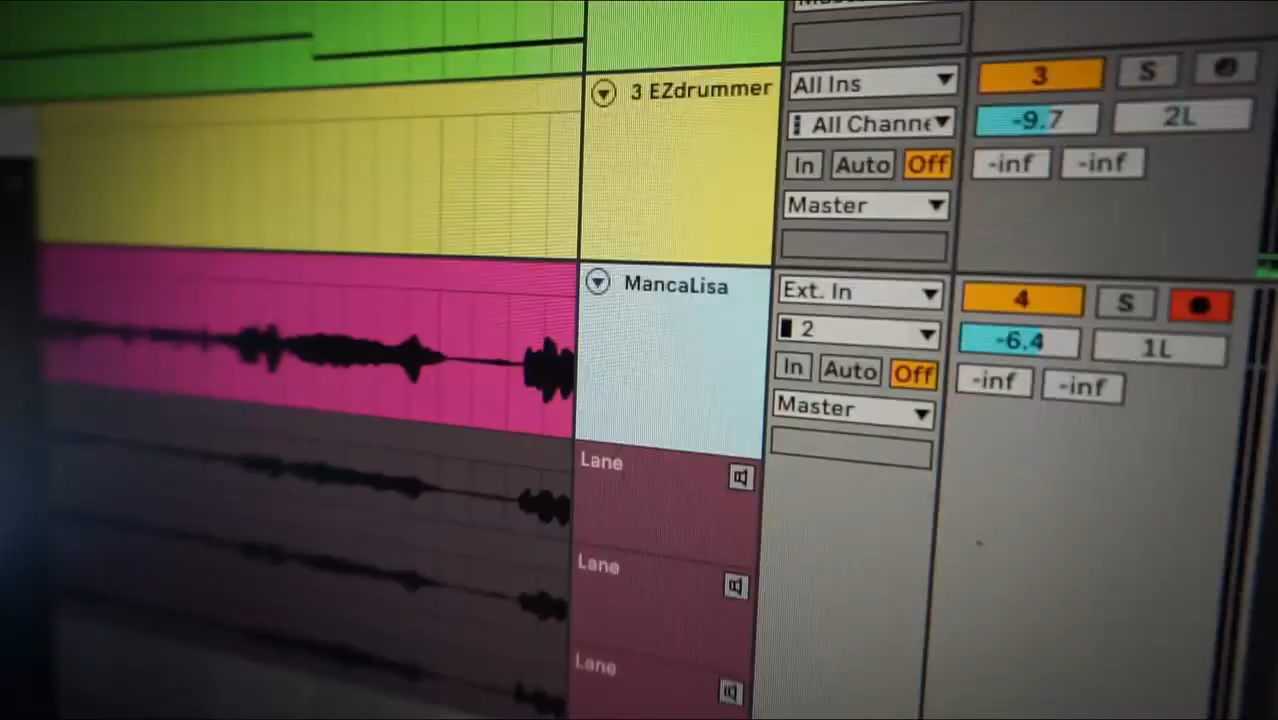 3 EZdrummer
All Ins
3
S
All Channe
-9.7
2L
In Auto Off
-inf
-inf
Master
MancaLisa
Ext. In
4
S
2
-6.4
1L
In Auto Off
-inf
-inf
Master
Lane
Lane
Lane